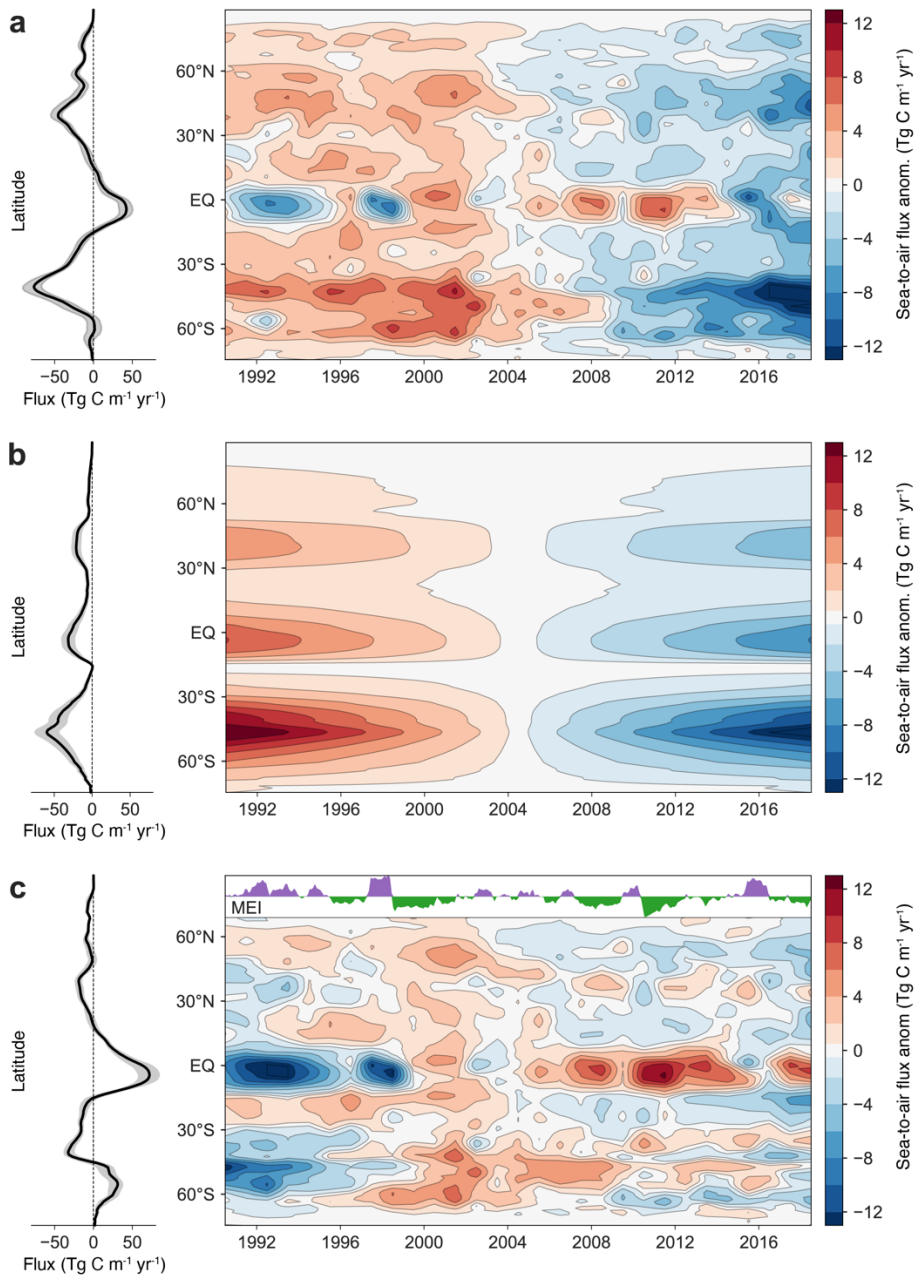 a
Latitude
60°N
30°N
EQ
30°S
60°S
−50 0 50
Flux (Tg C m⁻¹ yr⁻¹)
1992 1996 2000 2004 2008 2012 2016
12
8
4
0
−4
−8
−12
Sea-to-air flux anom. (Tg C m⁻¹ yr⁻¹)
b
Latitude
60°N
30°N
EQ
30°S
60°S
−50 0 50
Flux (Tg C m⁻¹ yr⁻¹)
1992 1996 2000 2004 2008 2012 2016
12
8
4
0
−4
−8
−12
Sea-to-air flux anom. (Tg C m⁻¹ yr⁻¹)
c
MEI
Latitude
60°N
30°N
EQ
30°S
60°S
−50 0 50
Flux (Tg C m⁻¹ yr⁻¹)
1992 1996 2000 2004 2008 2012 2016
12
8
4
0
−4
−8
−12
Sea-to-air flux anom (Tg C m⁻¹ yr⁻¹)